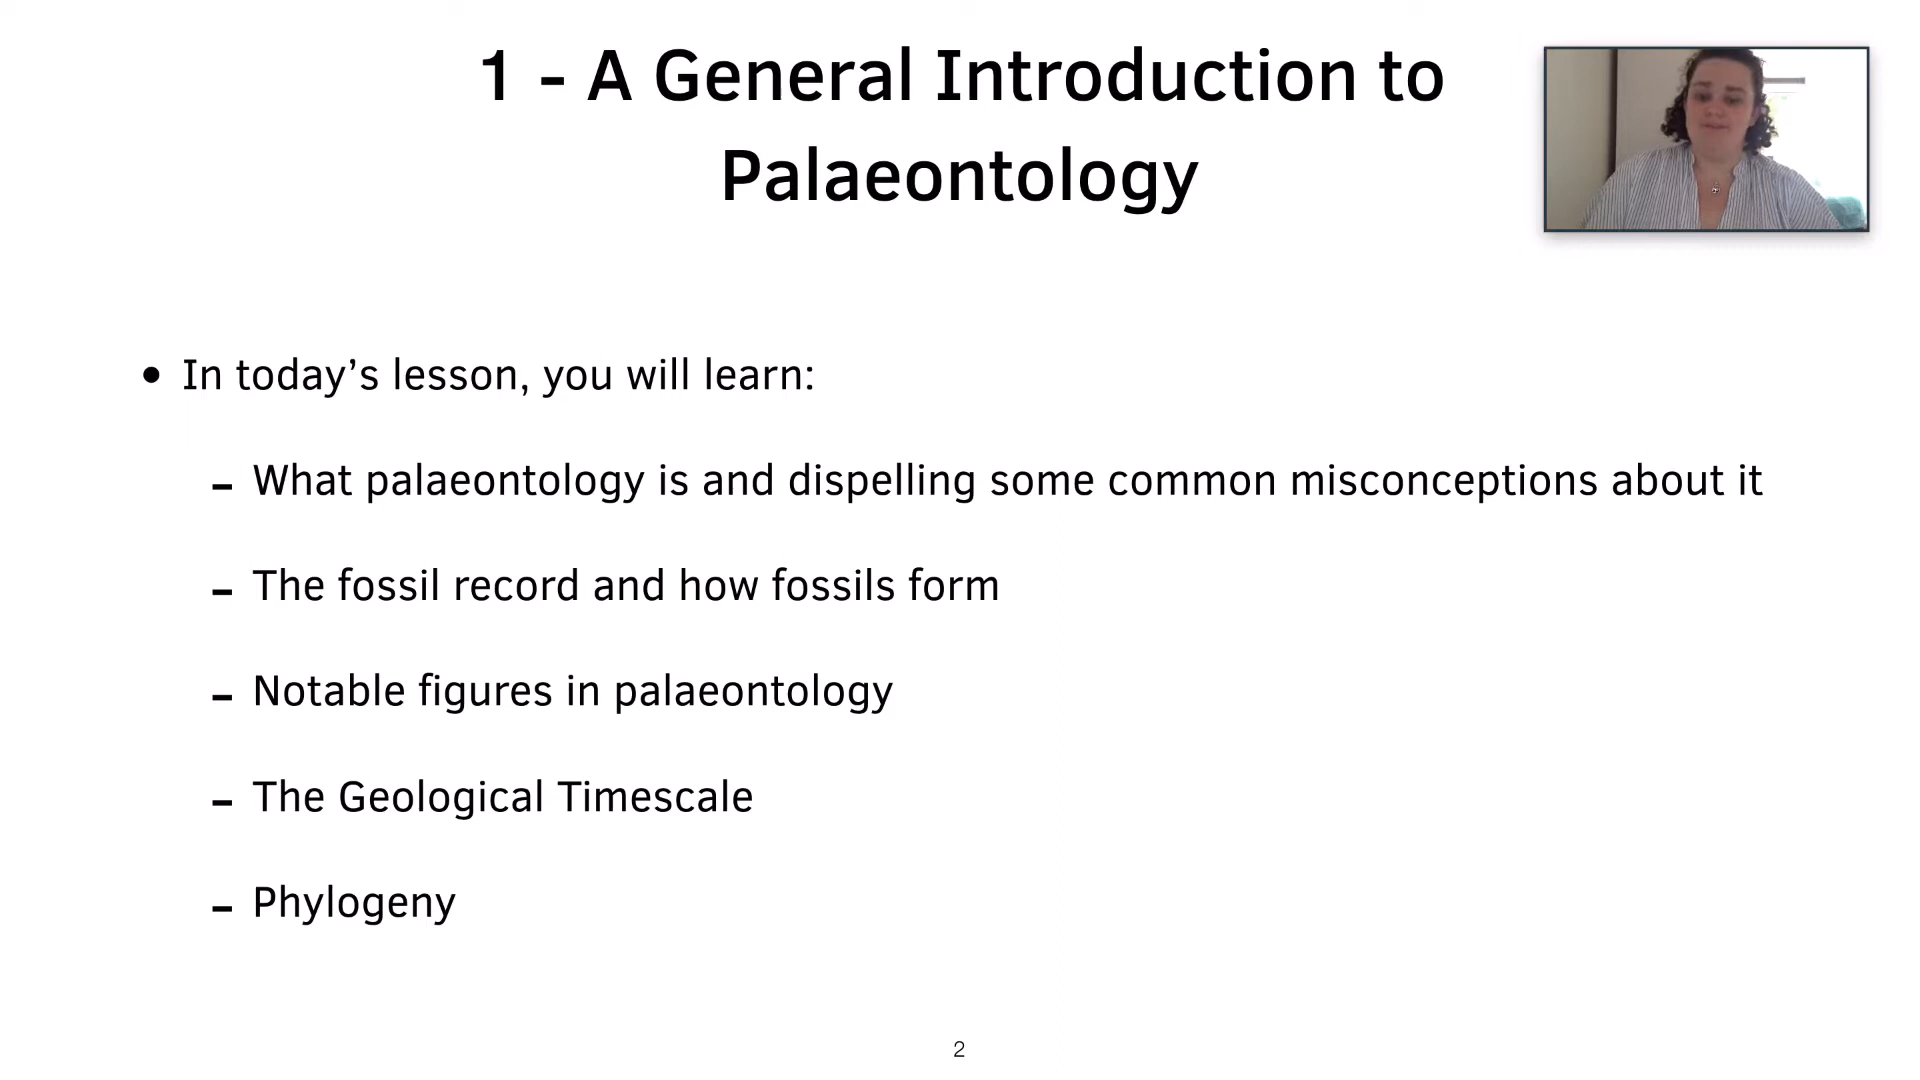 1 - A General Introduction to
Palaeontology
• In today’s lesson, you will learn:
- What palaeontology is and dispelling some common misconceptions about it
- The fossil record and how fossils form
- Notable figures in palaeontology
- The Geological Timescale
- Phylogeny
2